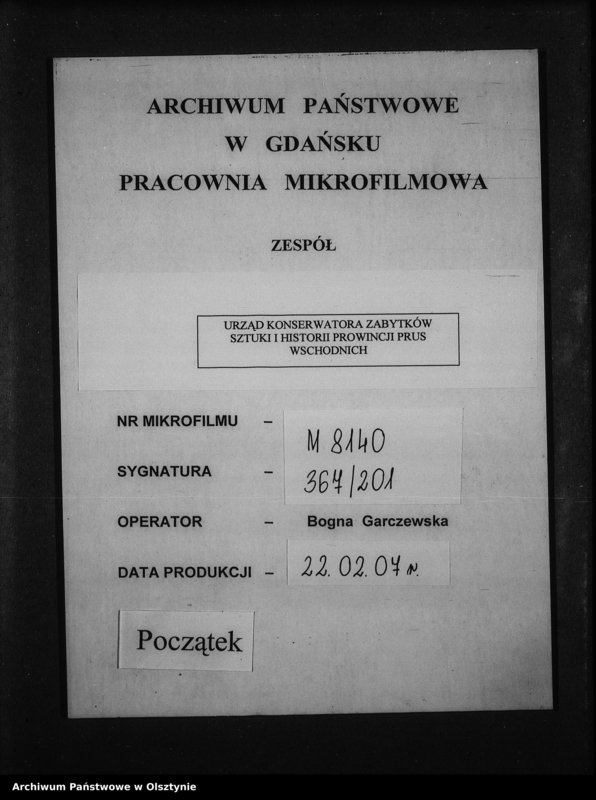 ARCHIWUM PAŃSTWOWE
W GDAŃSKU
PRACOWNIA MIKROFILMOWA
ZESPÓŁ
URZĄD KONSERWATORA ZABYTKÓW
SZTUKI I HISTORII PROWINCJI PRUS
WSCHODNICH
NR MIKROFILMU – M 8140
SYGNATURA – 367/201
OPERATOR – Bogna Garczewska
DATA PRODUKCJI – 22.02.07 r.
Początek
Archiwum Państwowe w Olsztynie